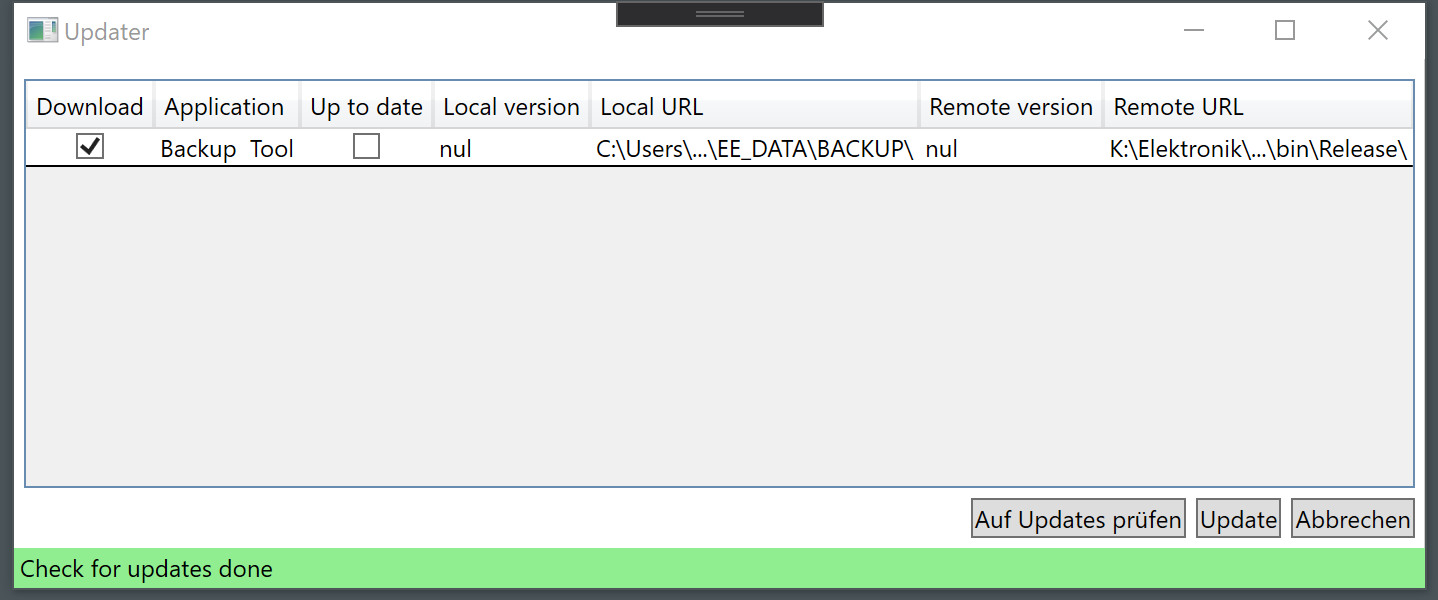 Updater
Download Application Up to date Local version Local URL Remote version Remote URL
Backup Tool nul C:\Users\...\EE_DATA\BACKUP\ nul K:\Elektronik\...\bin\Release\
Auf Updates prüfen Update Abbrechen
Check for updates done